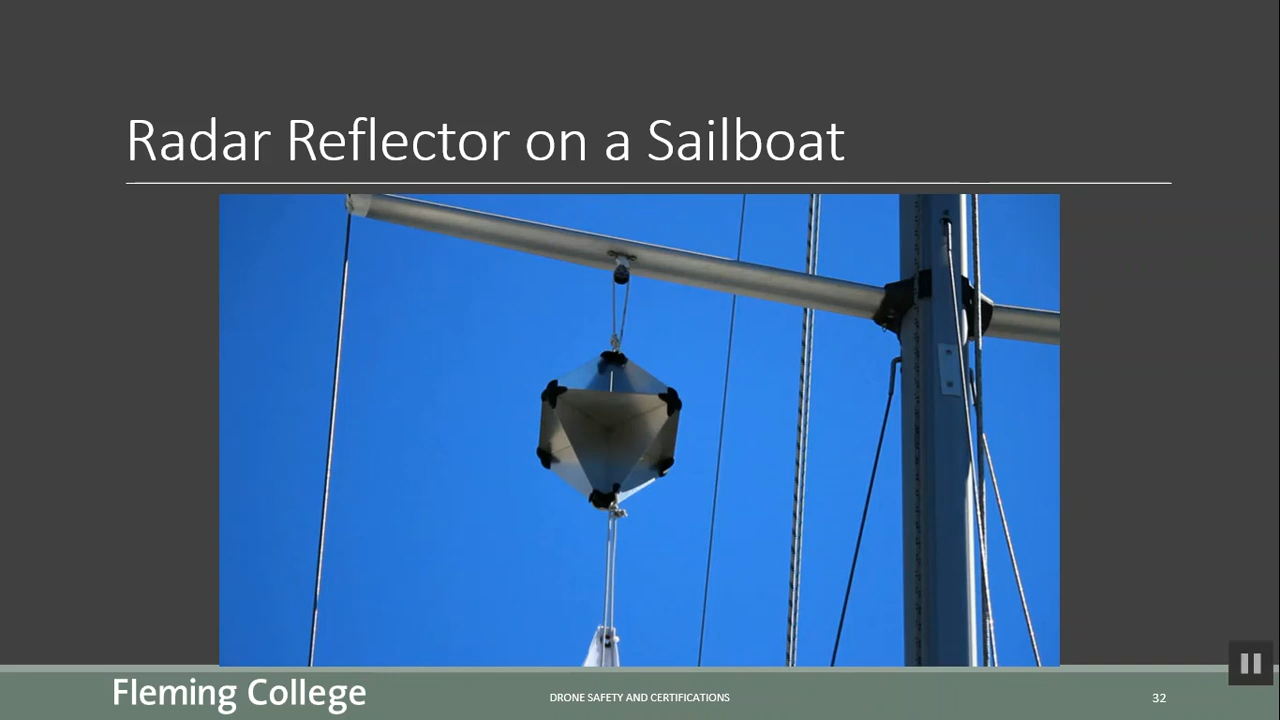 Radar Reflector on a Sailboat
Fleming College
DRONE SAFETY AND CERTIFICATIONS
32